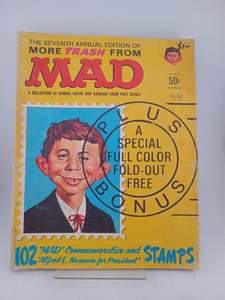 THE SEVENTH ANNUAL EDITION OF
MORE TRASH FROM
MAD
A COLLECTION OF HUMOR, SATIRE AND GARBAGE FROM PAST ISSUES
50¢
PLUS
A
SPECIAL
FULL COLOR
FOLD-OUT
FREE
BONUS
102 "MAD" Commemorative and
"Alfred E. Neuman for President" STAMPS